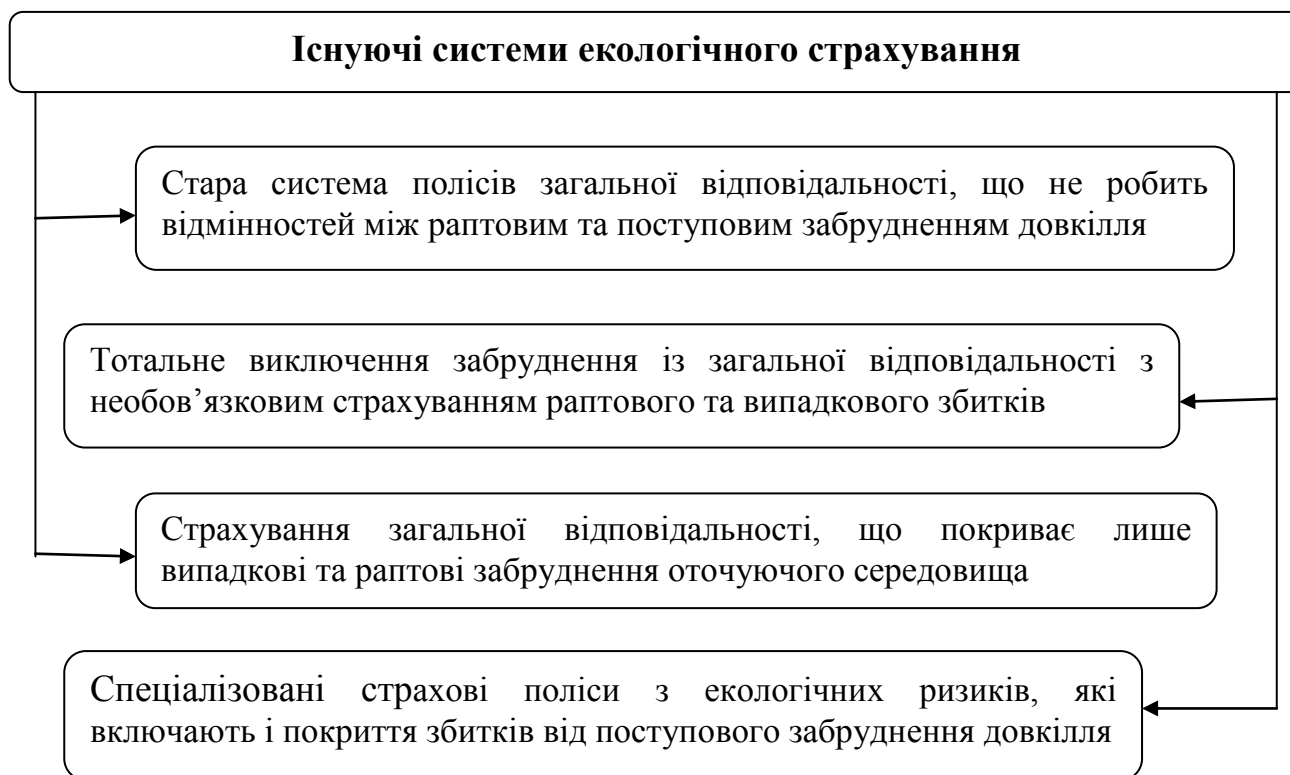 Існуючі системи екологічного страхування
Стара система полісів загальної відповідальності, що не робить
відмінностей між раптовим та поступовим забрудненням довкілля
Тотальне виключення забруднення із загальної відповідальності з
необов’язковим страхуванням раптового та випадкового збитків
Страхування загальної відповідальності, що покриває лише
випадкові та раптові забруднення оточуючого середовища
Спеціалізовані страхові поліси з екологічних ризиків, які
включають і покриття збитків від поступового забруднення довкілля